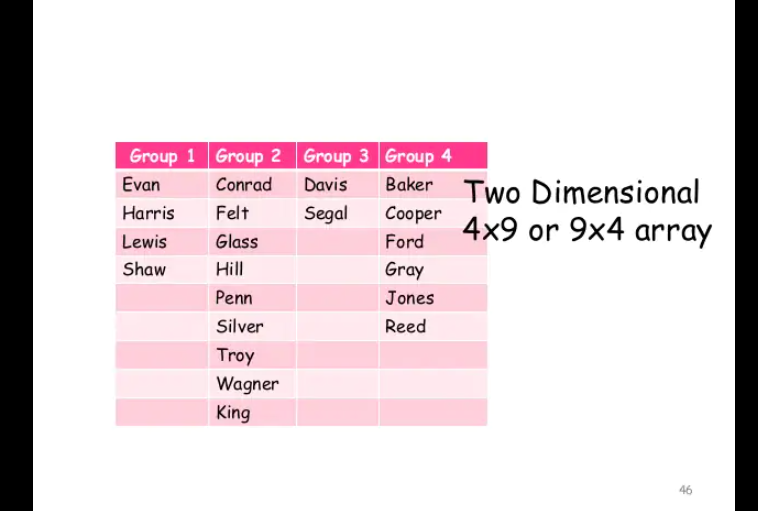 Group 1 Group 2 Group 3 Group 4
Evan Conrad Davis Baker
Harris Felt Segal Cooper
Lewis Glass Ford
Shaw Hill Gray
Penn Jones
Silver Reed
Troy
Wagner
King
Two Dimensional
4x9 or 9x4 array
46